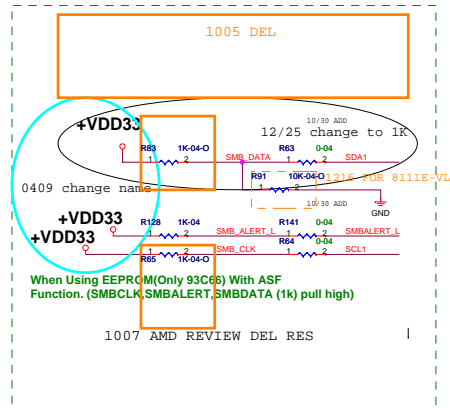 1005 DEL
10/30 ADD
+VDD33
12/25 change to 1K
R83 1K-04-O R63 0-04
1 2 SMB_DATA 1 2 SDA1
R91 10K-04-O 1216 FOR 8111E-VL
1 2
0409 change name
10/30 ADD
GND
+VDD33
R128 1K-04 R141 0-04
1 2 SMB_ALERT_L 1 2 SMBALERT_L
+VDD33
R64 0-04
1 2 SMB_CLK 1 2 SCL1
R65 1K-04-O
When Using EEPROM(Only 93C66) With ASF
Function. (SMBCLK,SMBALERT,SMBDATA (1k) pull high)
1007 AMD REVIEW DEL RES